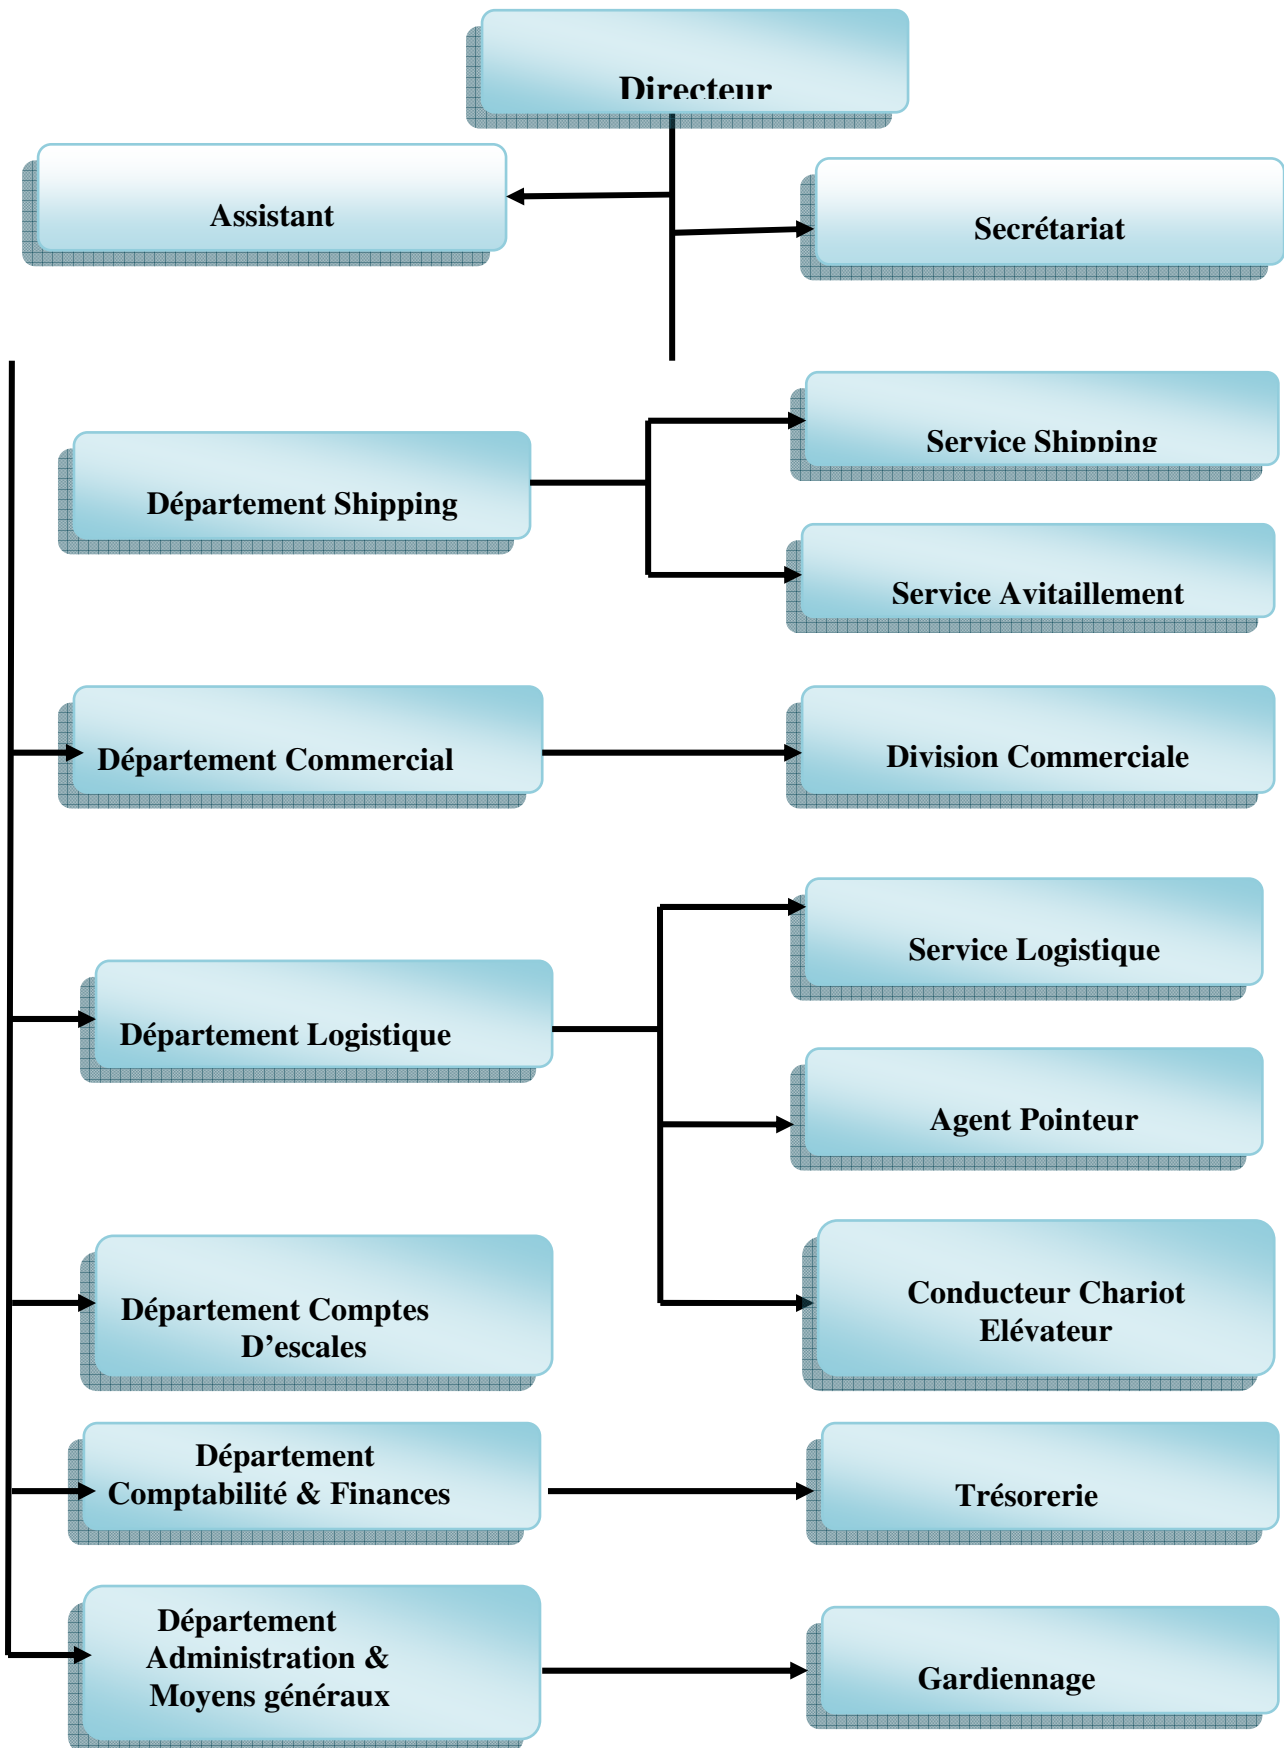 Directeur
Assistant
Secrétariat
Service Shipping
Département Shipping
Service Avitaillement
Département Commercial
Division Commerciale
Service Logistique
Département Logistique
Agent Pointeur
Conducteur Chariot
Elévateur
Département Comptes
D’escales
Département
Comptabilité & Finances
Trésorerie
Département
Administration &
Moyens généraux
Gardiennage